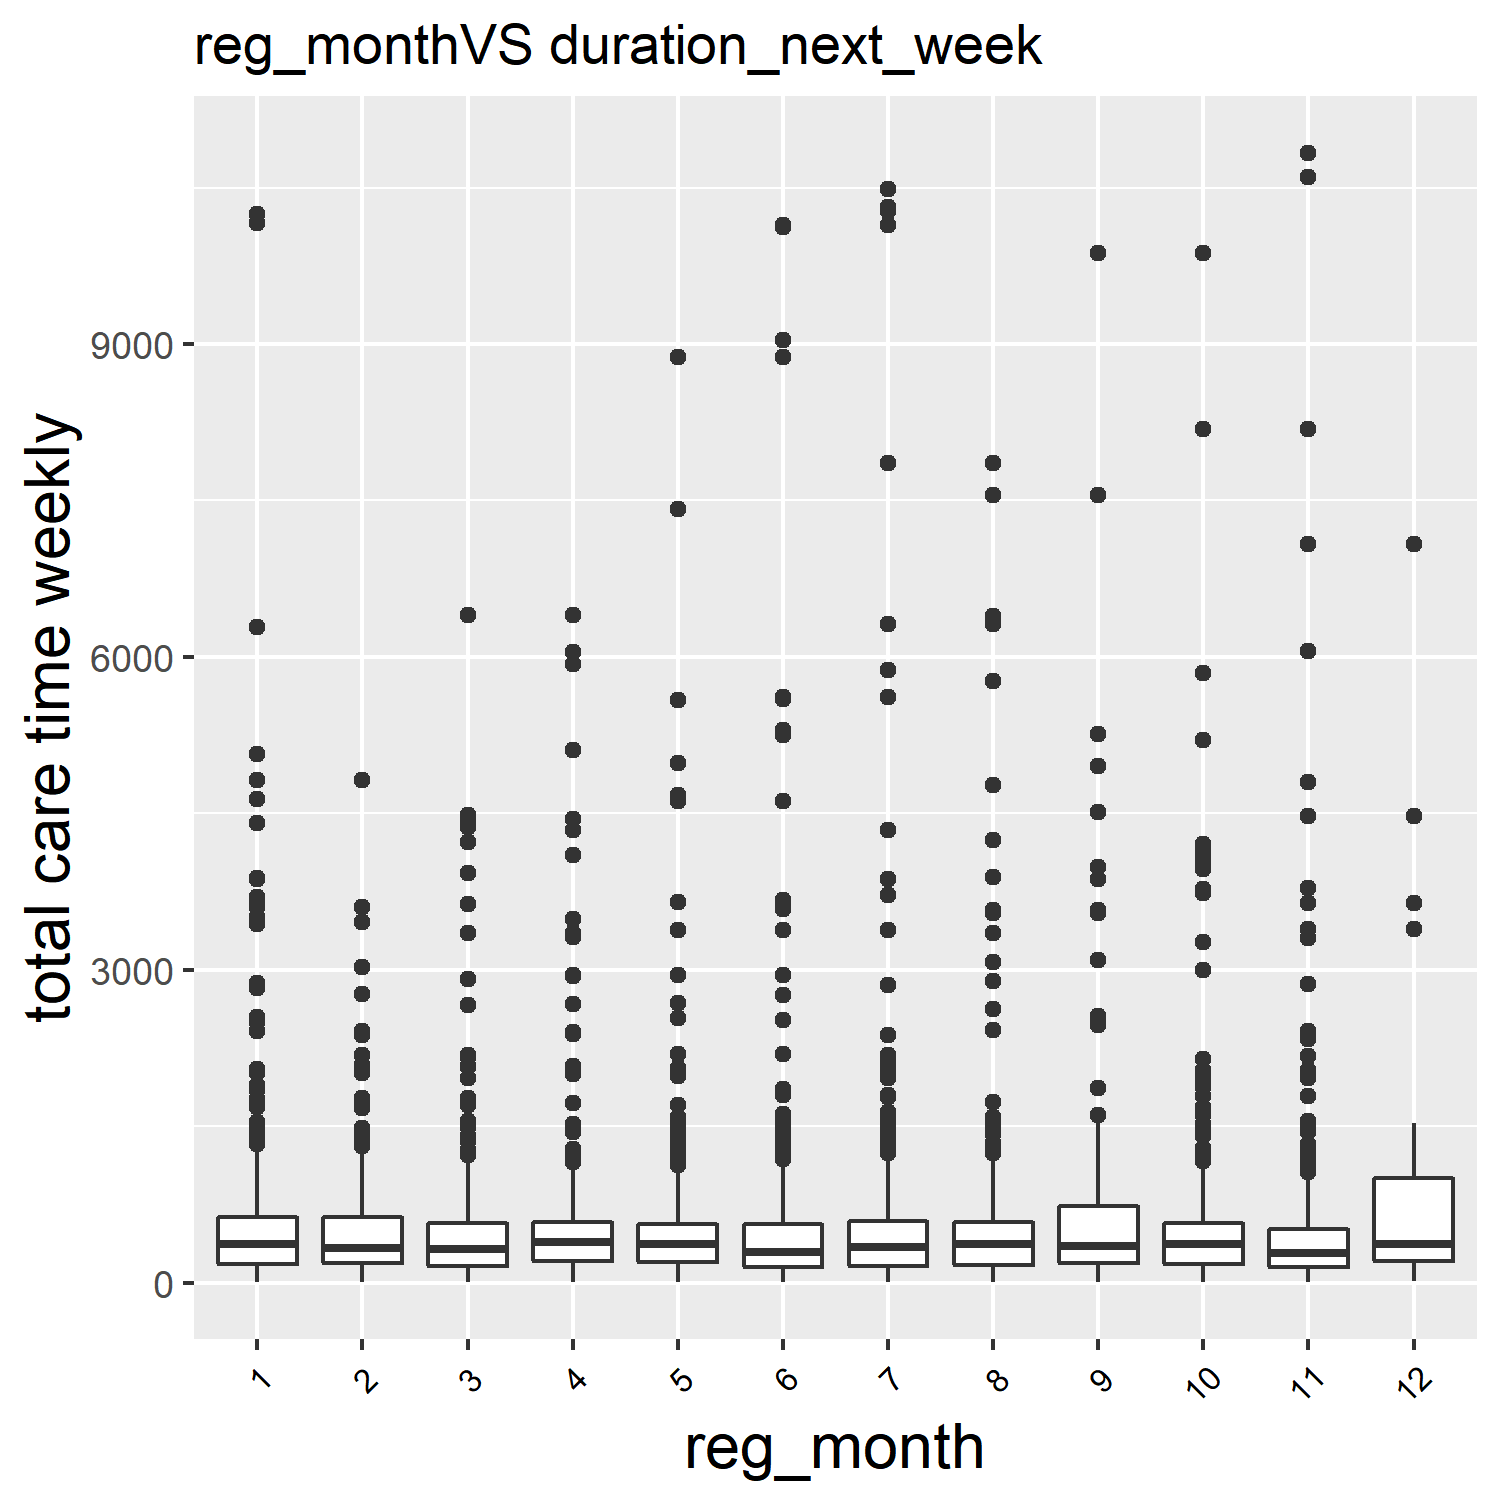 reg_monthVS duration_next_week
total care time weekly
9000
6000
3000
0
1 2 3 4 5 6 7 8 9 10 11 12
reg_month